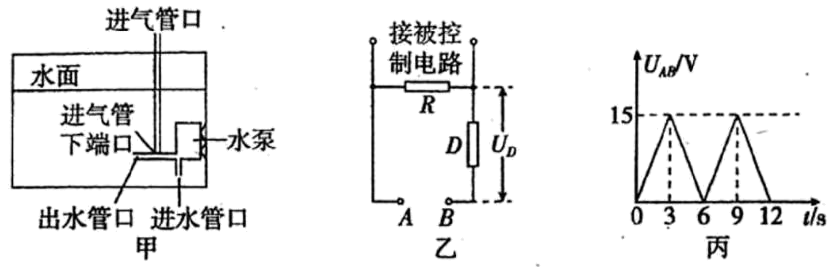 进气管口
水面
进气管
下端口
水泵
出水管口
进水管口
甲
接被控
制电路
R
D
U_D
A
B
乙
U_{AB}/V
15
0
3
6
9
12
t/s
丙